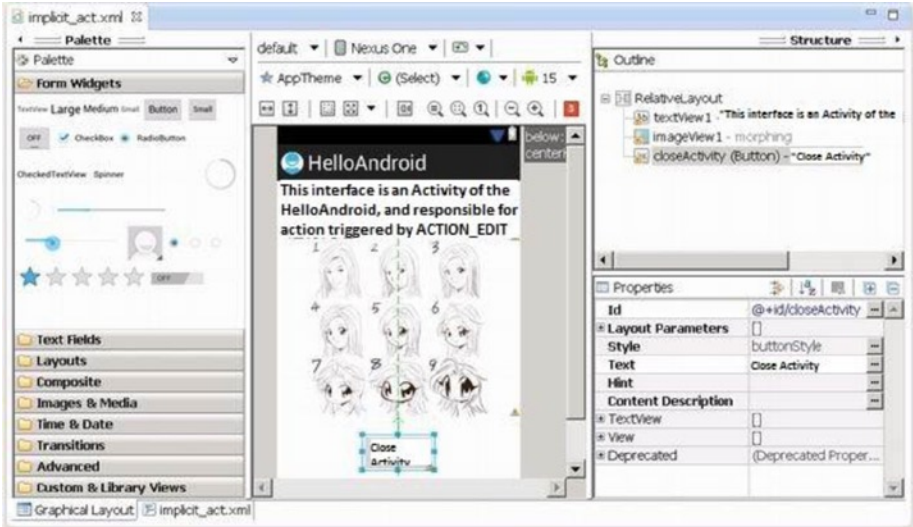 implicit_act.xml
Palette
Palette
Form Widgets
TextView Large Medium Small Button Small
OFF CheckBox RadioButton
CheckedTextView Spinner
OFF
Text Fields
Layouts
Composite
Images & Media
Time & Date
Transitions
Advanced
Custom & Library Views
Graphical Layout implicit_act.xml
default Nexus One
AppTheme (Select) 15
3
below:
center
HelloAndroid
This interface is an Activity of the
HelloAndroid, and responsible for
action triggered by ACTION_EDIT
1 2 3
4 5 6
7 8 9
Close
Activity
Structure
Outline
RelativeLayout
textView1 - "This interface is an Activity of the
imageView1 - morphing
closeActivity (Button) - "Close Activity"
Properties
Id @+id/closeActivity
Layout Parameters []
Style buttonStyle
Text Close Activity
Hint
Content Description
TextView []
View []
Deprecated (Deprecated Proper...